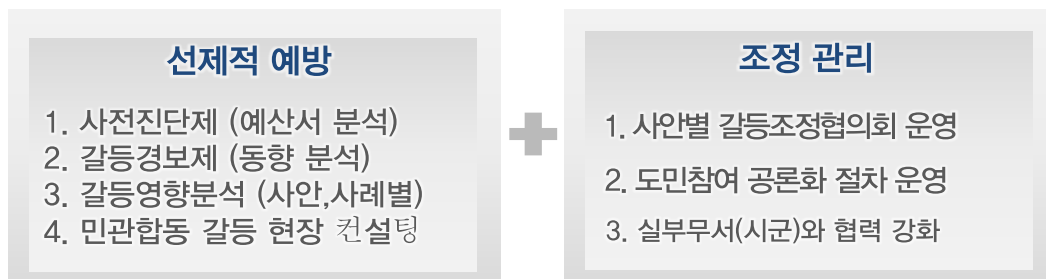 선제적 예방
1. 사전진단제 (예산서 분석)
2. 갈등경보제 (동향 분석)
3. 갈등영향분석 (사안,사례별)
4. 민관합동 갈등 현장 컨설팅
조정 관리
1. 사안별 갈등조정협의회 운영
2. 도민참여 공론화 절차 운영
3. 실부무서(시군)와 협력 강화